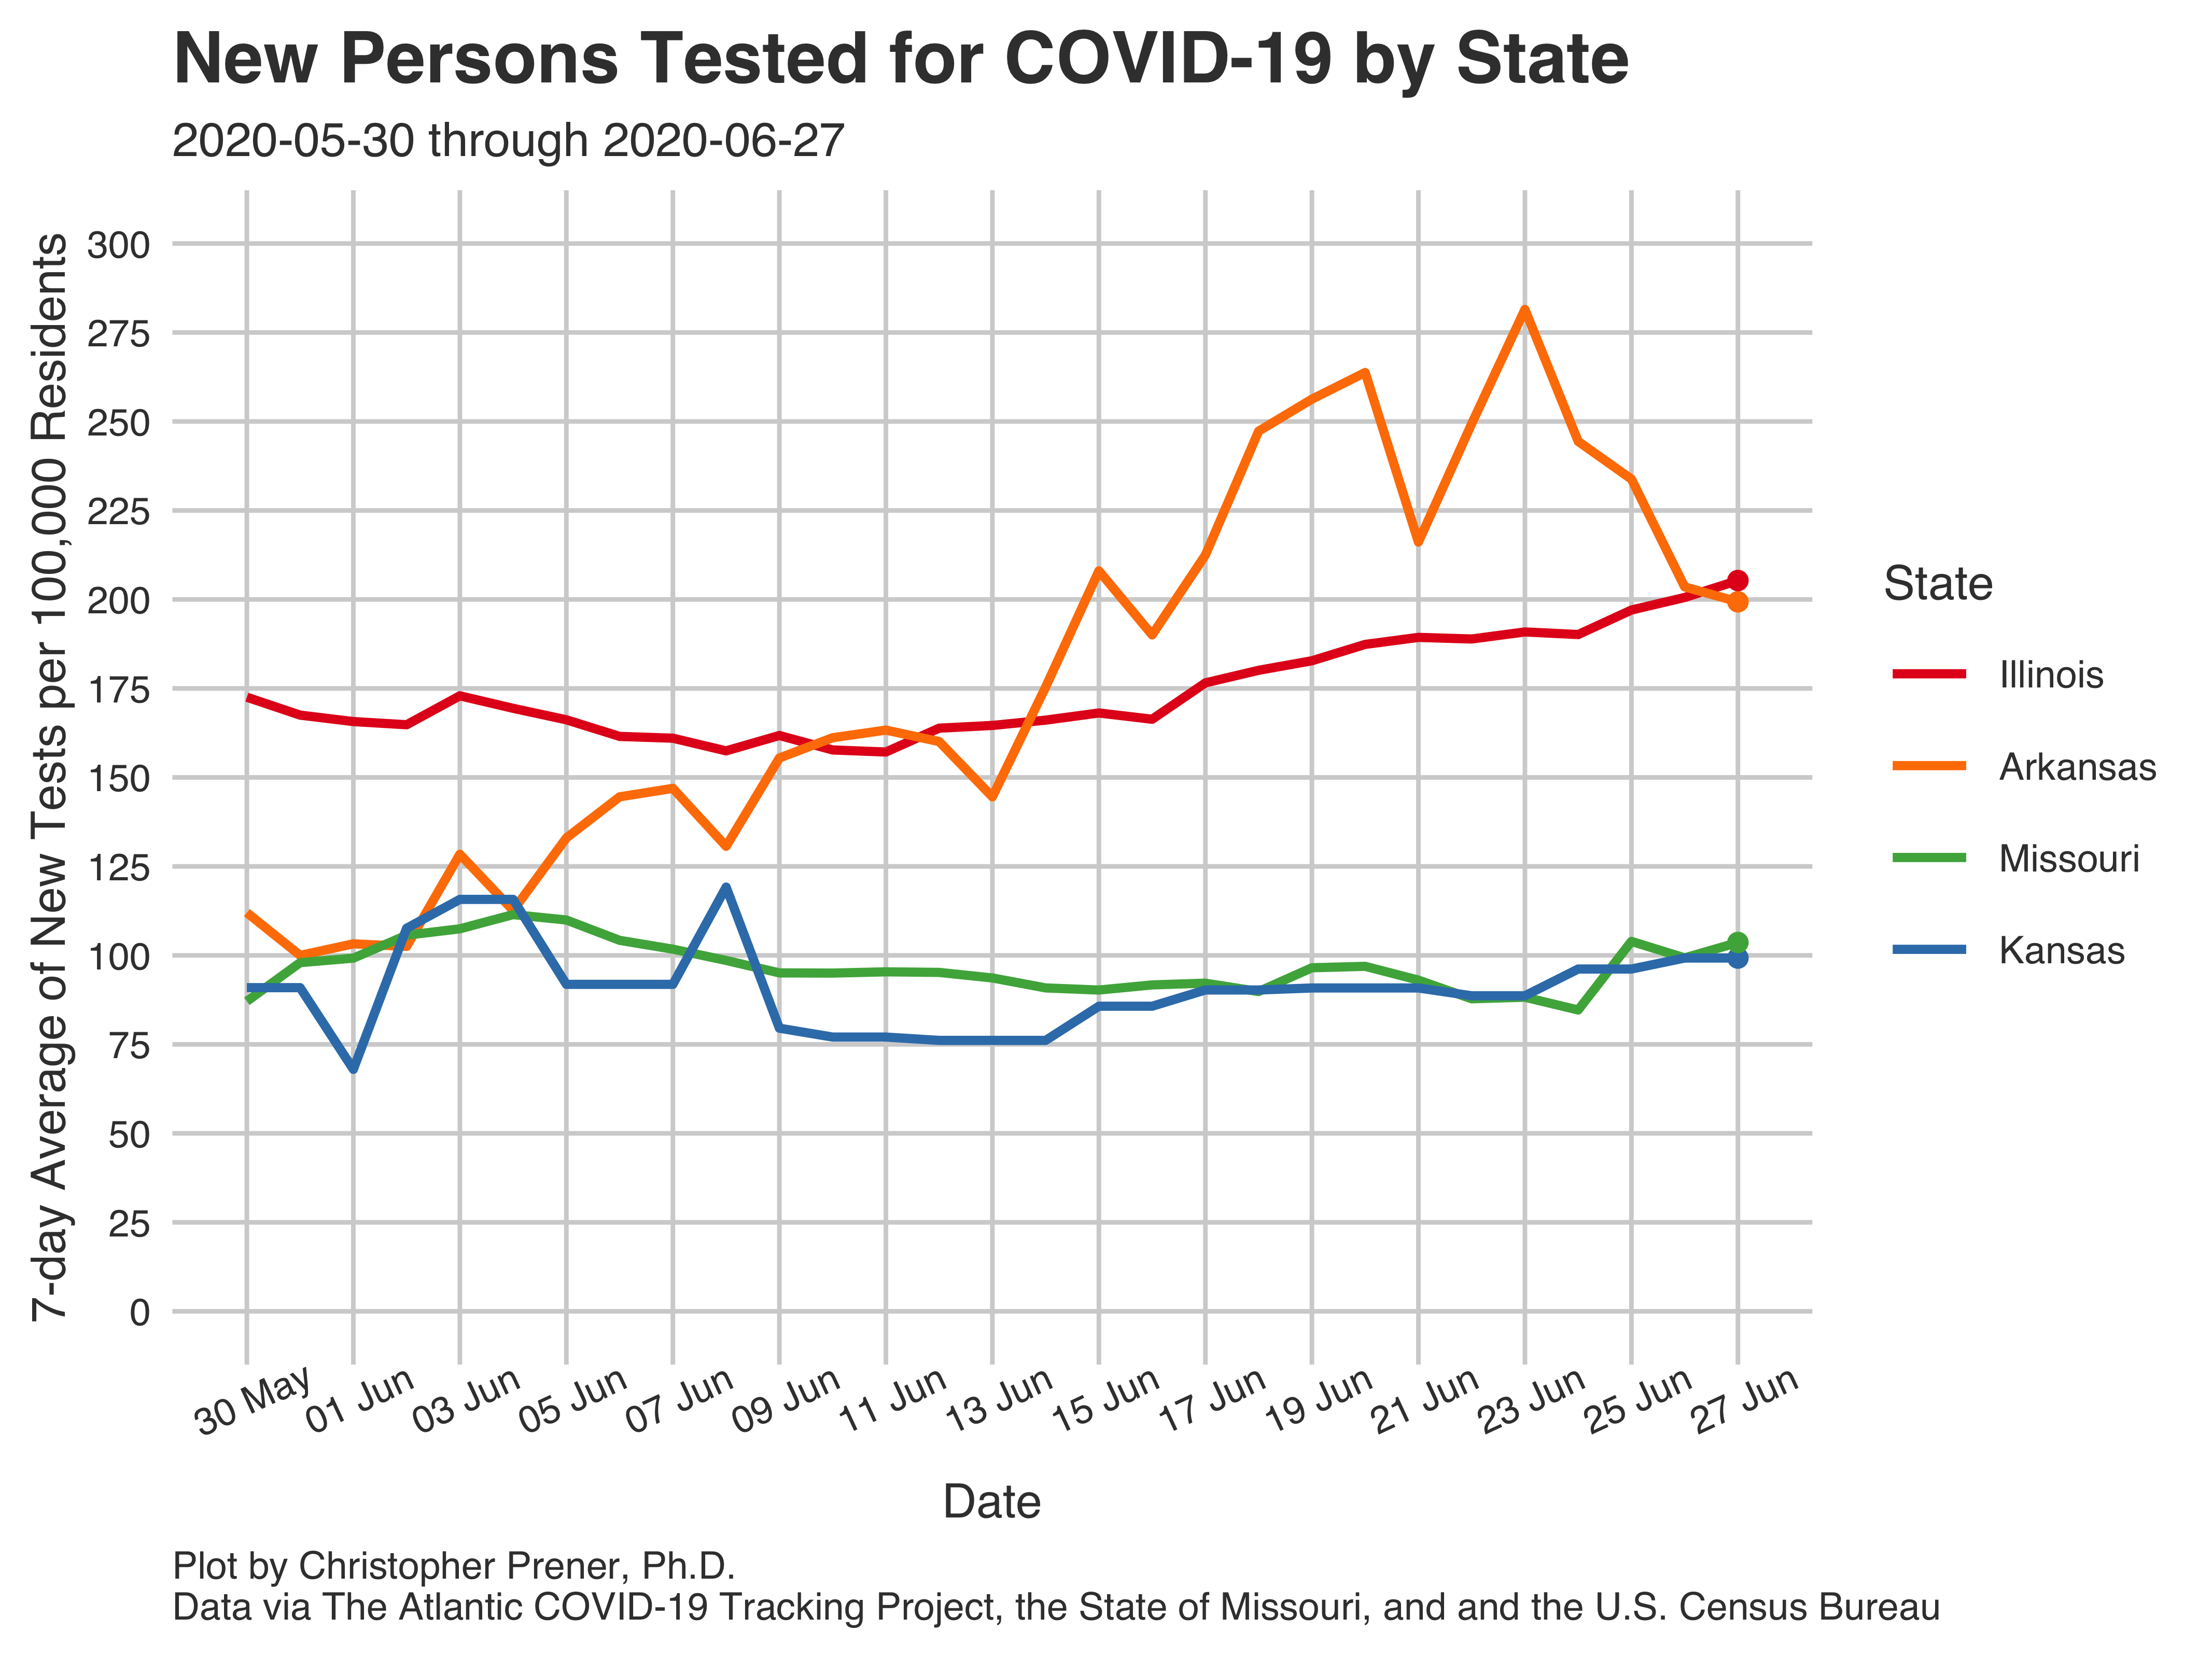 New Persons Tested for COVID-19 by State
2020-05-30 through 2020-06-27
7-day Average of New Tests per 100,000 Residents
300
275
250
225
200
175
150
125
100
75
50
25
0
30 May
01 Jun
03 Jun
05 Jun
07 Jun
09 Jun
11 Jun
13 Jun
15 Jun
17 Jun
19 Jun
21 Jun
23 Jun
25 Jun
27 Jun
Date
State
Illinois
Arkansas
Missouri
Kansas
Plot by Christopher Prener, Ph.D.
Data via The Atlantic COVID-19 Tracking Project, the State of Missouri, and and the U.S. Census Bureau